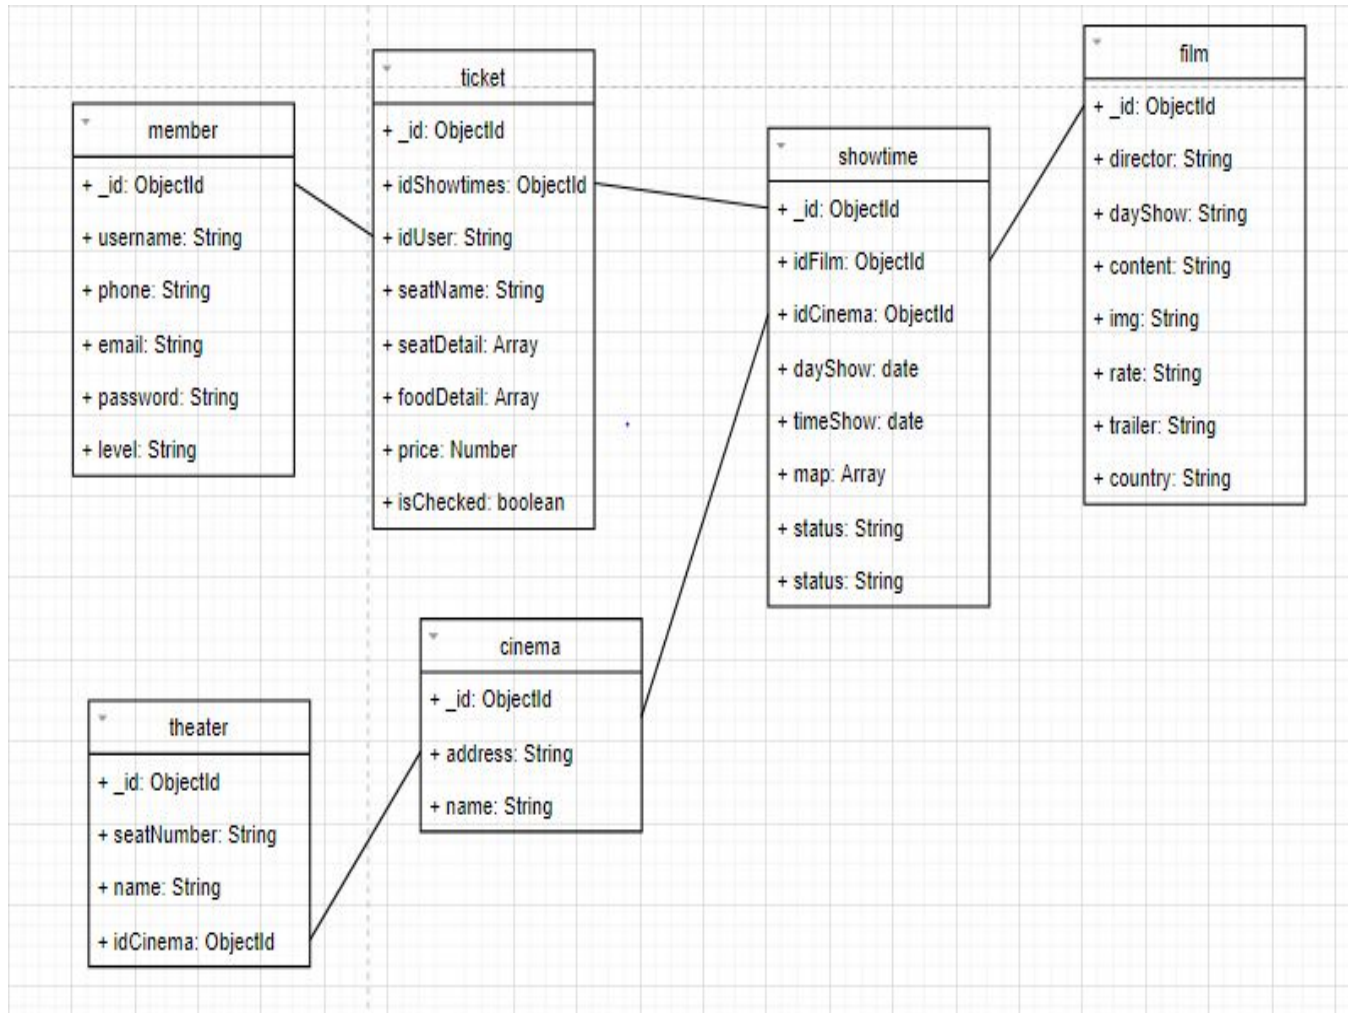 member
+ _id: ObjectId
+ username: String
+ phone: String
+ email: String
+ password: String
+ level: String
ticket
+ _id: ObjectId
+ idShowtimes: ObjectId
+ idUser: String
+ seatName: String
+ seatDetail: Array
+ foodDetail: Array
+ price: Number
+ isChecked: boolean
showtime
+ _id: ObjectId
+ idFilm: ObjectId
+ idCinema: ObjectId
+ dayShow: date
+ timeShow: date
+ map: Array
+ status: String
+ status: String
film
+ _id: ObjectId
+ director: String
+ dayShow: String
+ content: String
+ img: String
+ rate: String
+ trailer: String
+ country: String
theater
+ _id: ObjectId
+ seatNumber: String
+ name: String
+ idCinema: ObjectId
cinema
+ _id: ObjectId
+ address: String
+ name: String